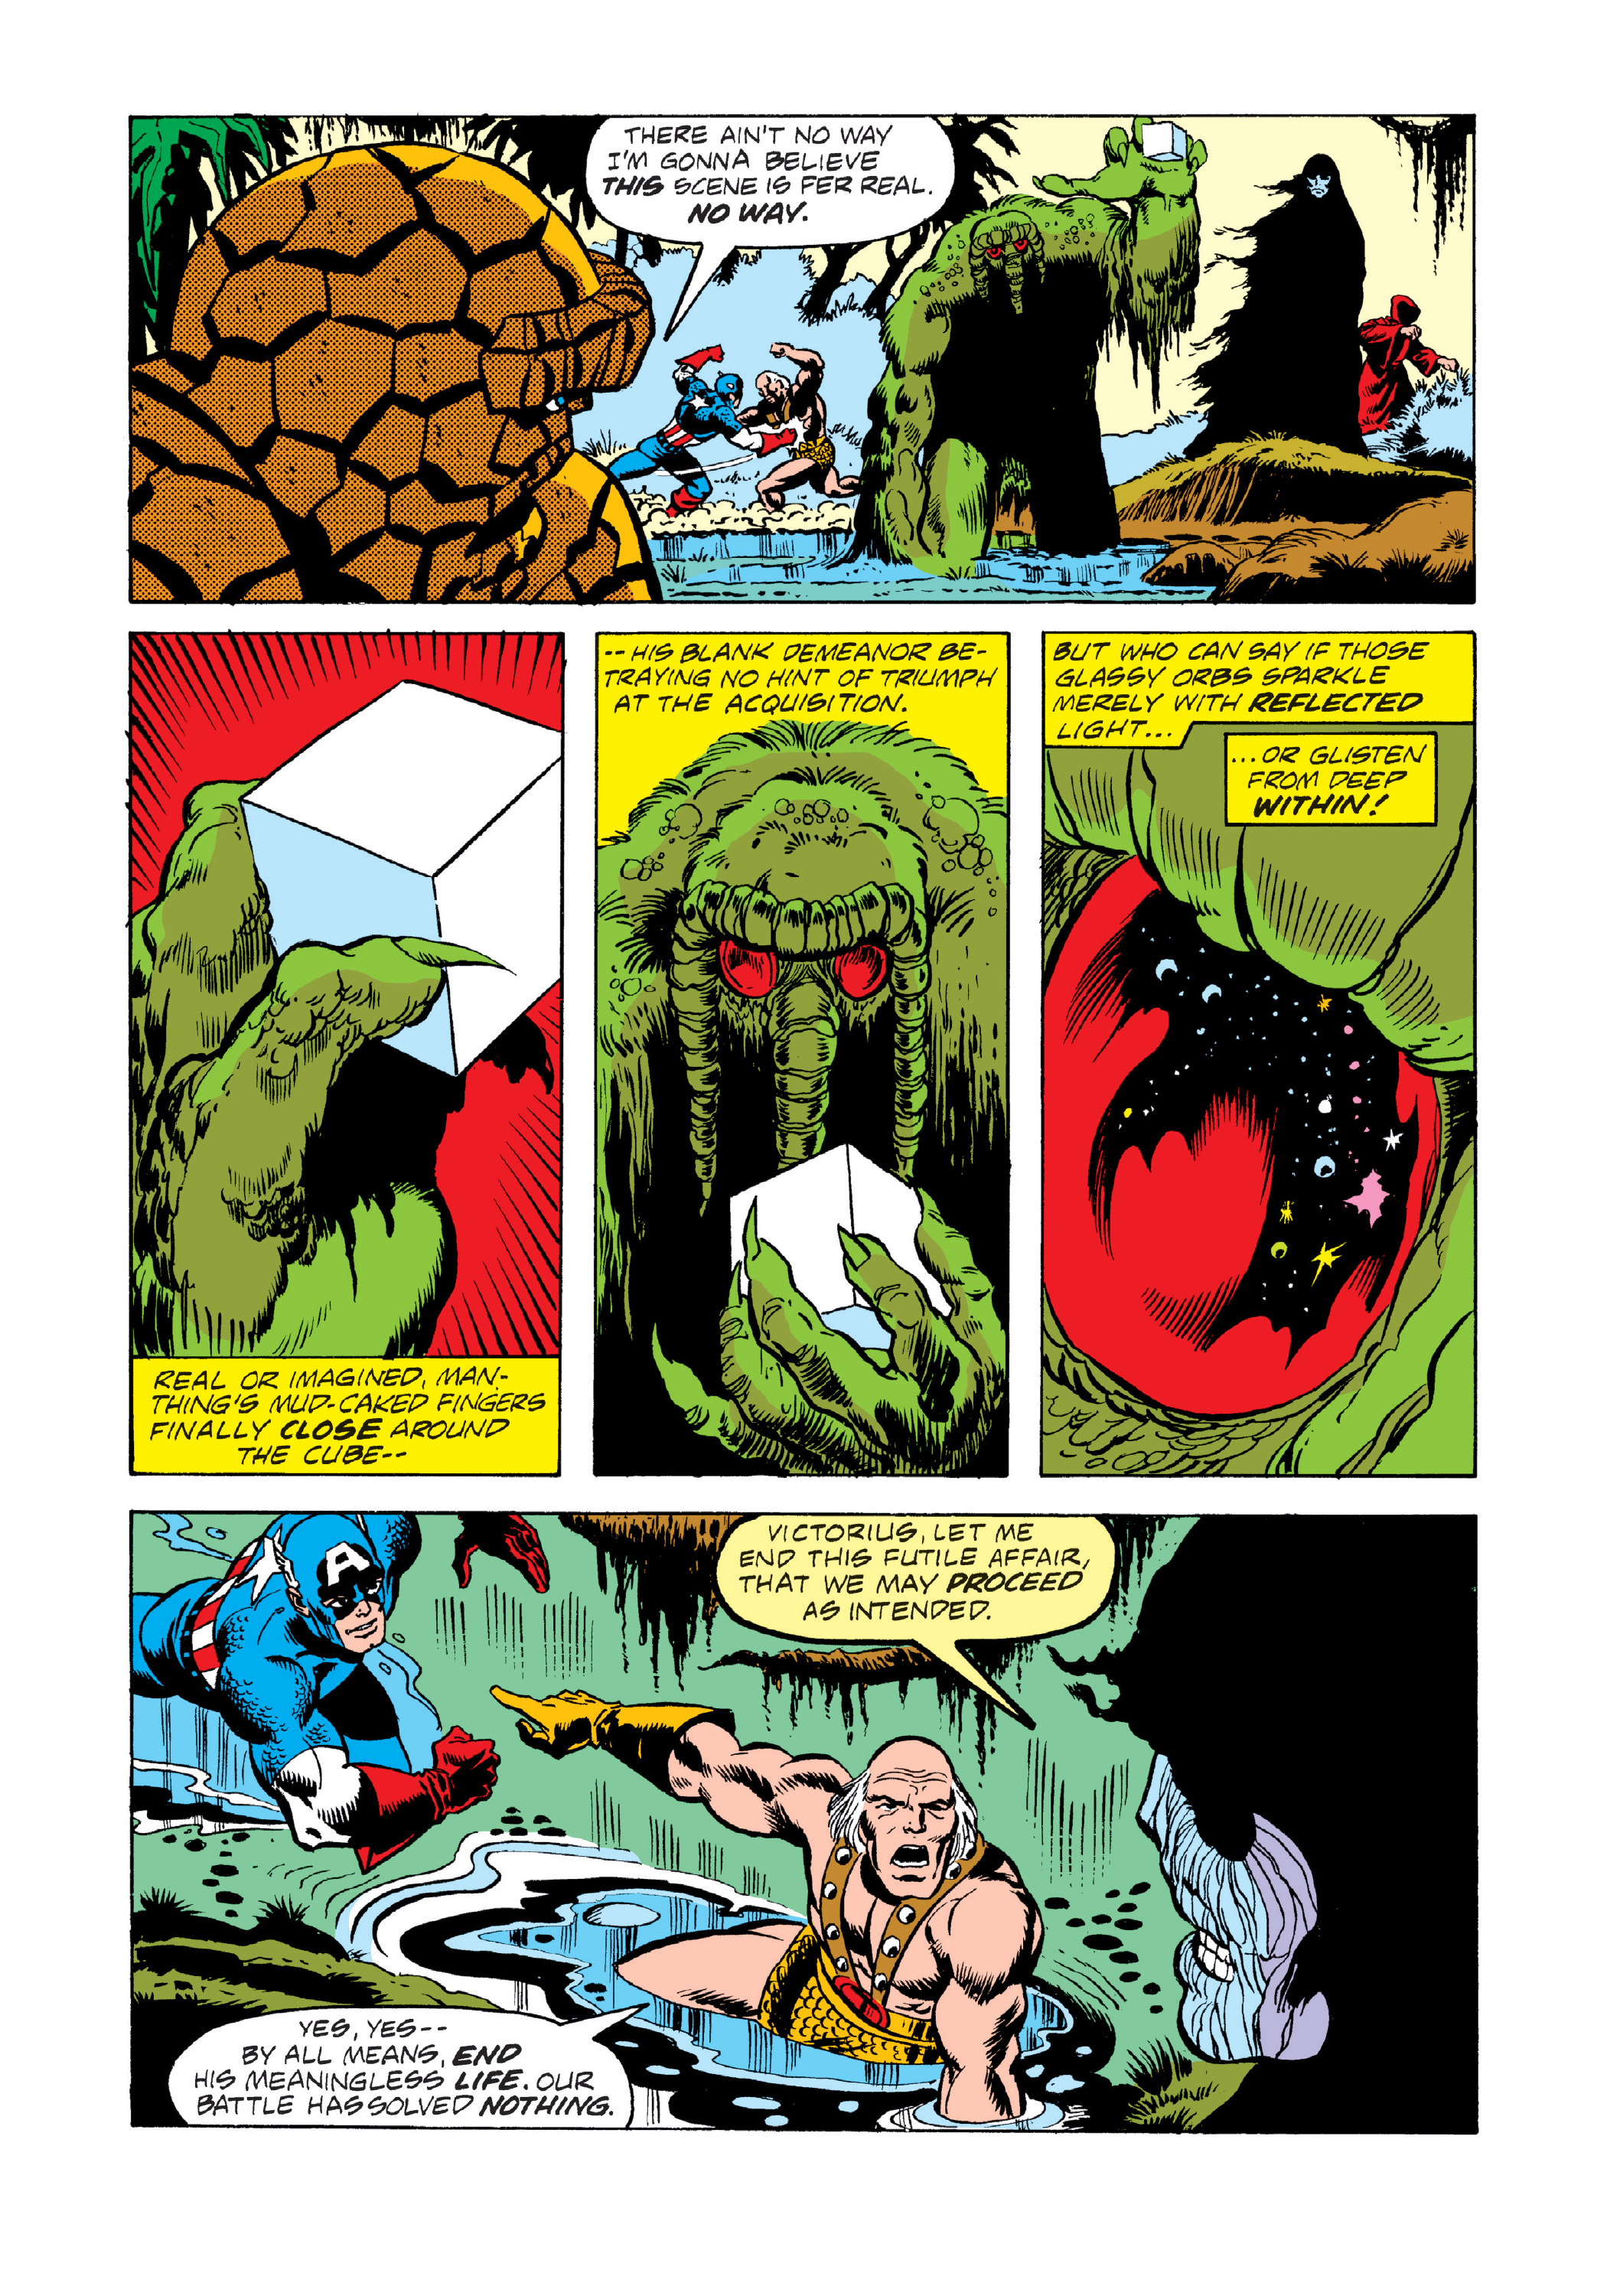 THERE AIN'T NO WAY
I'M GONNA BELIEVE
THIS SCENE IS FER REAL.
NO WAY.
REAL OR IMAGINED, MAN-
THING'S MUD-CAKED FINGERS
FINALLY CLOSE AROUND
THE CUBE--
-- HIS BLANK DEMEANOR BE-
TRAYING NO HINT OF TRIUMPH
AT THE ACQUISITION.
BUT WHO CAN SAY IF THOSE
GLASSY ORBS SPARKLE
MERELY WITH REFLECTED
LIGHT...
...OR GLISTEN
FROM DEEP
WITHIN!
VICTORIUS, LET ME
END THIS FUTILE AFFAIR,
THAT WE MAY PROCEED
AS INTENDED.
YES, YES--
BY ALL MEANS, END
HIS MEANINGLESS LIFE. OUR
BATTLE HAS SOLVED NOTHING.
A